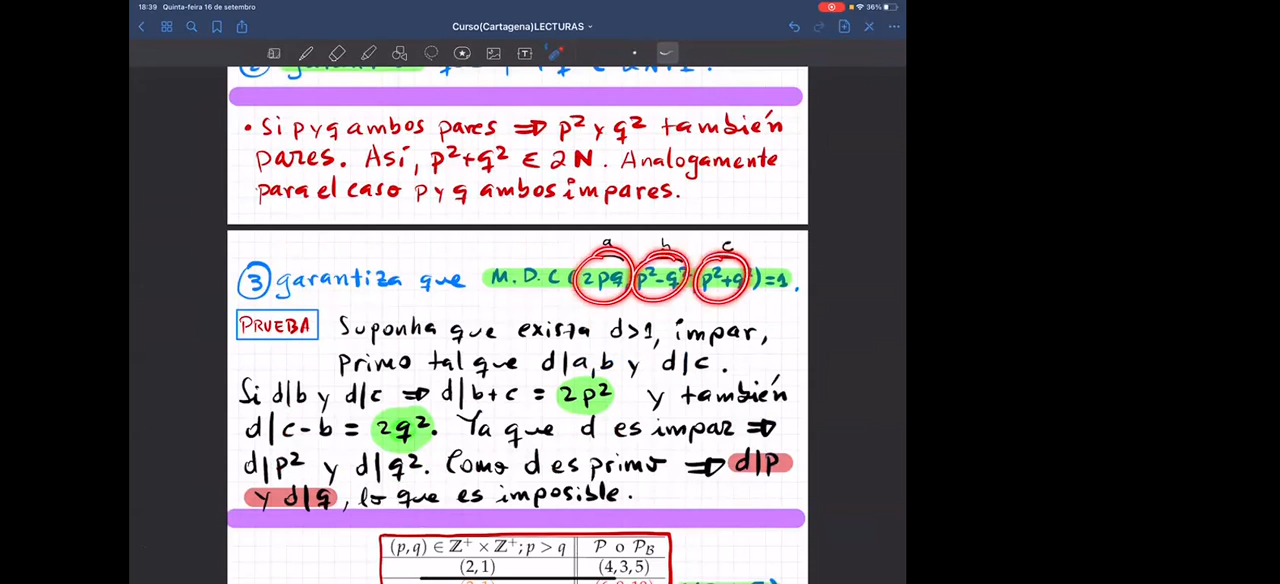 18:39 Quinta-feira 16 de setembro
36%
Curso(Cartagena)LECTURAS
• Si p y q ambos pares ⇒ p² y q² también
pares. Así, p²+q² ∈ 2N. Analogamente
para el caso p y q ambos impares.
a b c
③ garantiza que M.D.C(2pq, p²-q², p²+q²)=1.
PRUEBA Suponha que exista d>1, impar,
primo tal que d|a,b y d|c.
Si d|b y d|c ⇒ d|b+c = 2p² y también
d|c-b = 2q². Ya que d es impar ⇒
d|p² y d|q². Como d es primo ⇒ d|p
y d|q, lo que es imposible.
(p,q) ∈ Z⁺ × Z⁺; p > q P o P_B
(2,1) (4,3,5)